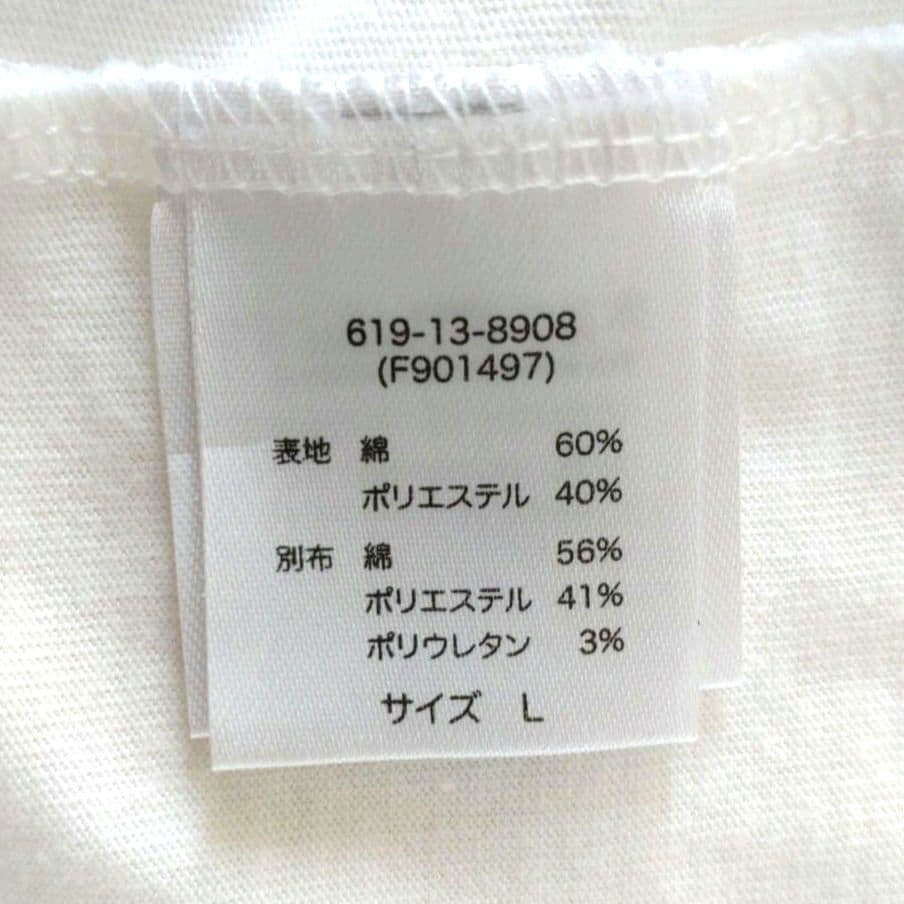 619-13-8908
(F901497)
表地 綿 60%
ポリエステル 40%
別布 綿 56%
ポリエステル 41%
ポリウレタン 3%
サイズ L